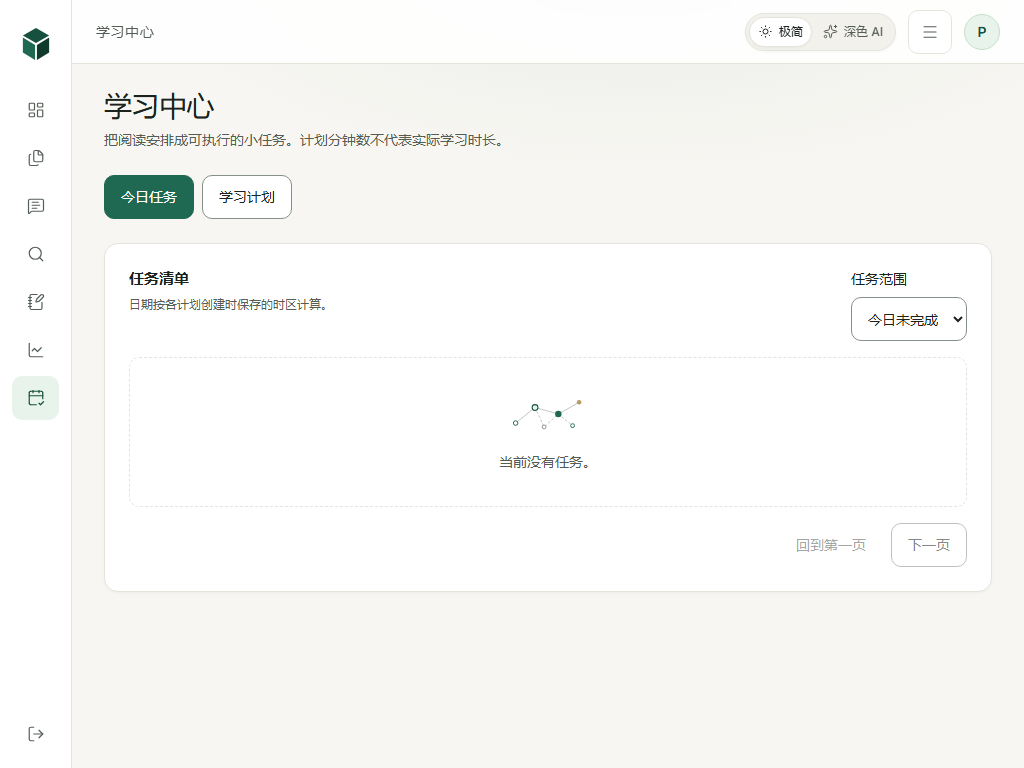 学习中心
极简
深色 AI
P
学习中心
把阅读安排成可执行的小任务。计划分钟数不代表实际学习时长。
今日任务
学习计划
任务清单
任务范围
日期按各计划创建时保存的时区计算。
今日未完成
当前没有任务。
回到第一页
下一页